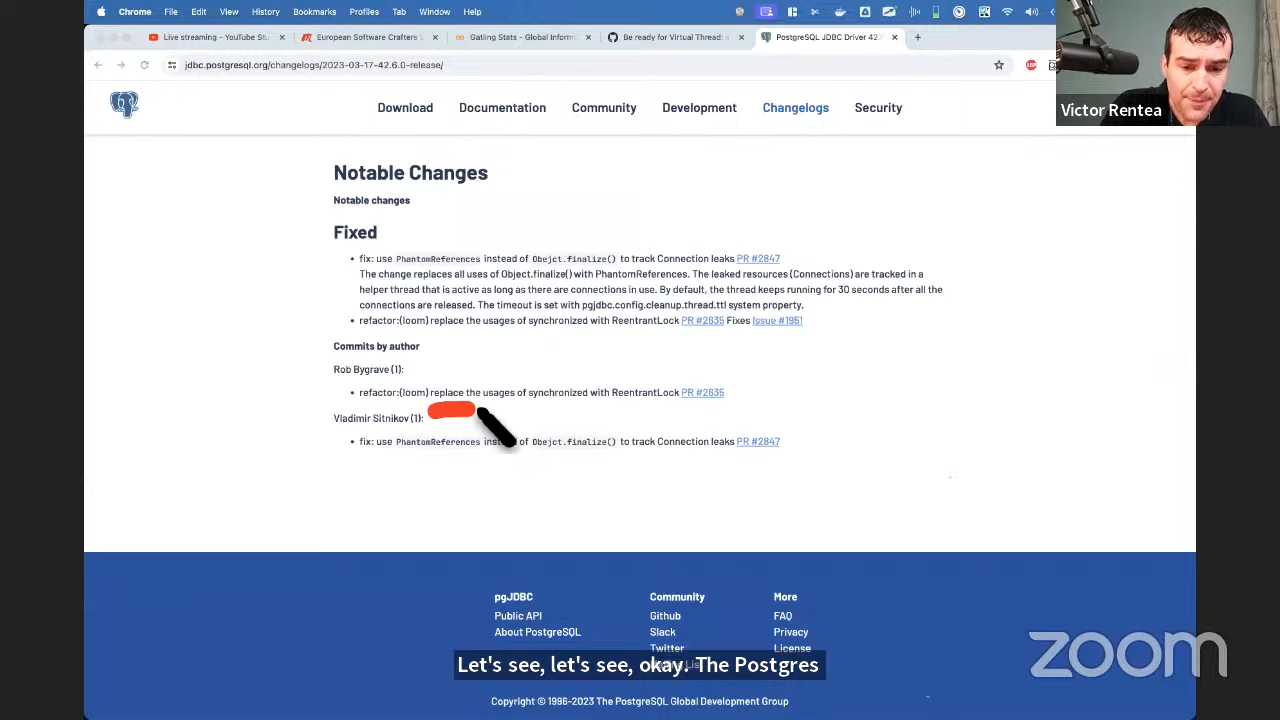 Chrome File Edit View History Bookmarks Profiles Tab Window Help
Live streaming - YouTube Stu
European Software Crafters
Gatling Stats - Global Inform
Be ready for Virtual Thread:
PostgreSQL JDBC Driver 42.
jdbc.postgresql.org/changelogs/2023-03-17-42.6.0-release/
ABP
Victor Rentea
Download Documentation Community Development Changelogs Security
Notable Changes
Notable changes
Fixed
fix: use PhantomReferences instead of Obejct.finalize() to track Connection leaks PR #2847
The change replaces all uses of Object.finalize() with PhantomReferences. The leaked resources (Connections) are tracked in a
helper thread that is active as long as there are connections in use. By default, the thread keeps running for 30 seconds after all the
connections are released. The timeout is set with pgjdbc.config.cleanup.thread.ttl system property.
refactor:(loom) replace the usages of synchronized with ReentrantLock PR #2635 Fixes Issue #1951
Commits by author
Rob Bygrave (1):
refactor:(loom) replace the usages of synchronized with ReentrantLock PR #2635
Vladimir Sitnikov (1):
fix: use PhantomReferences instead of Obejct.finalize() to track Connection leaks PR #2847
pgJDBC Community More
Public API Github FAQ
About PostgreSQL Slack Privacy
Twitter License
Let's see, let's see, okay. The Postgres
zoom
Copyright © 1996-2023 The PostgreSQL Global Development Group